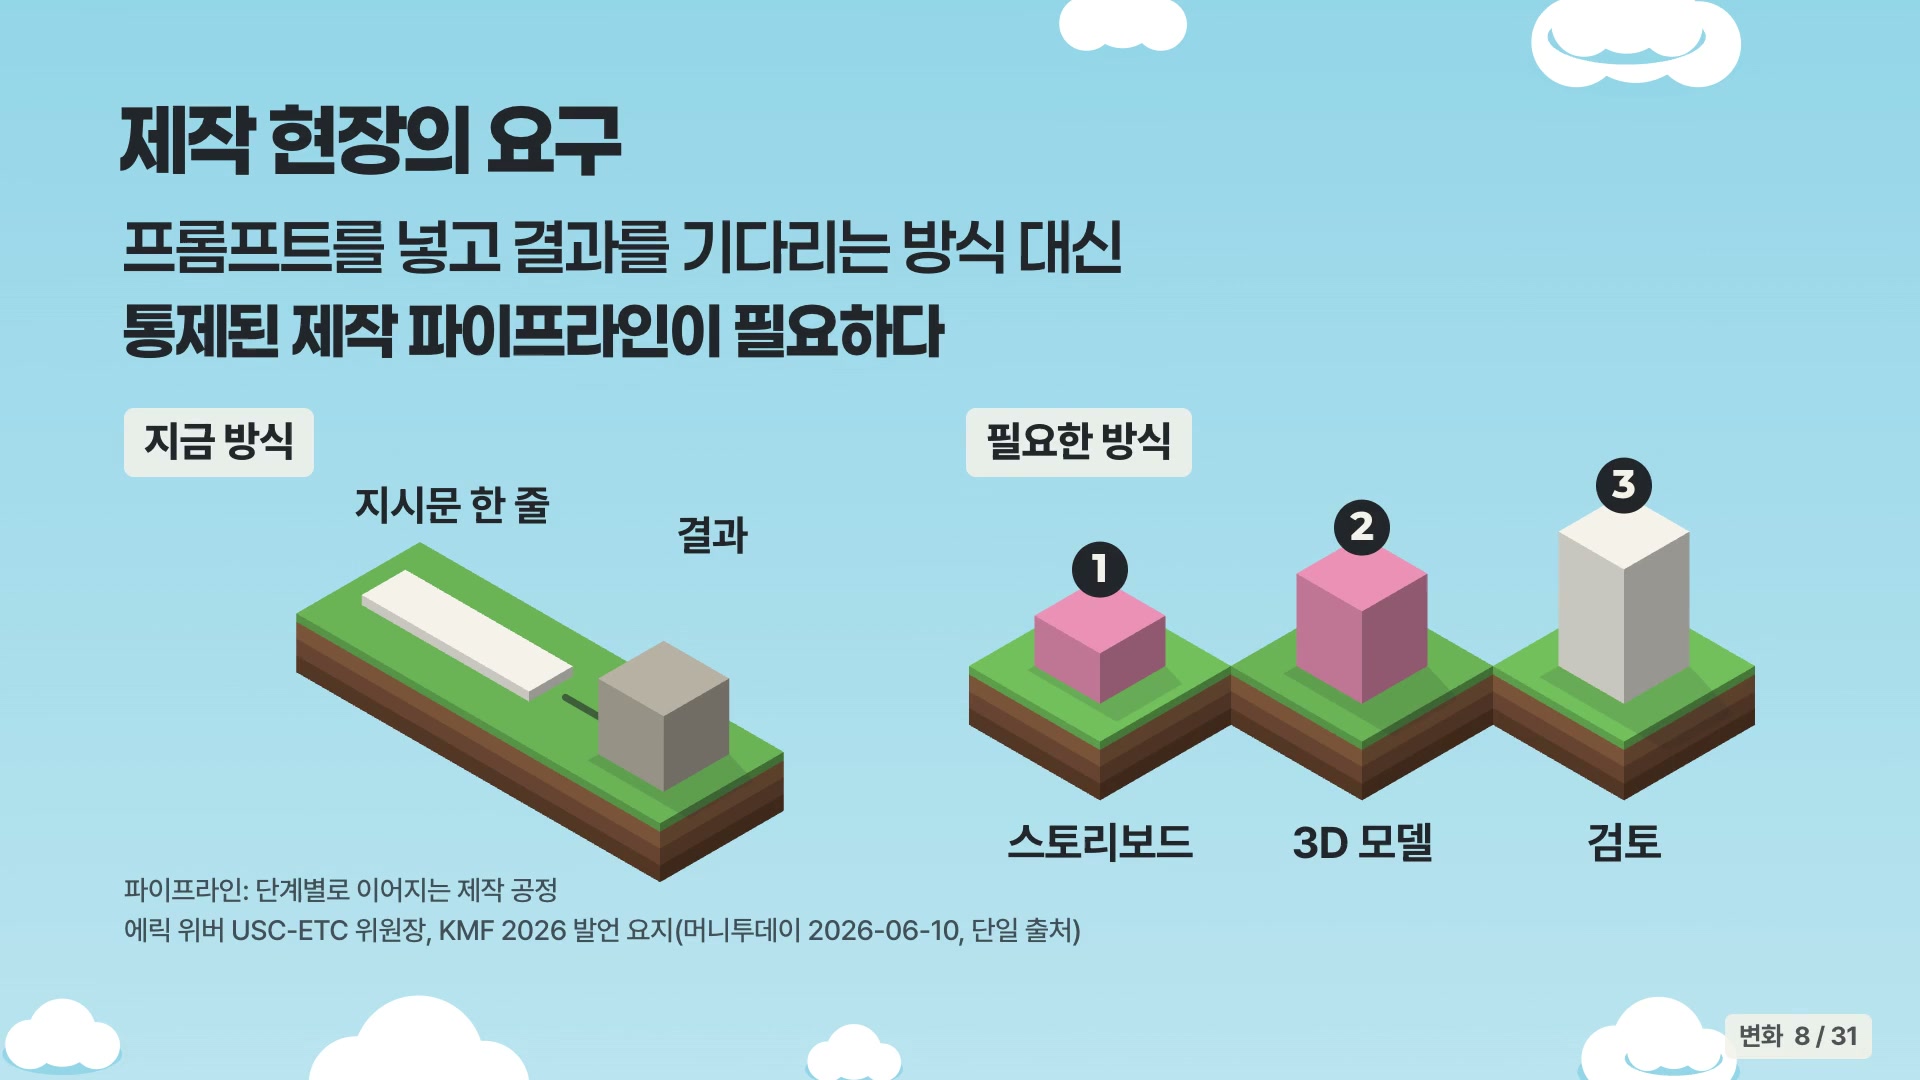 제작 현장의 요구
프롬프트를 넣고 결과를 기다리는 방식 대신
통제된 제작 파이프라인이 필요하다
지금 방식
지시문 한 줄
결과
필요한 방식
1
2
3
스토리보드
3D 모델
검토
파이프라인: 단계별로 이어지는 제작 공정
에릭 위버 USC-ETC 위원장, KMF 2026 발언 요지(머니투데이 2026-06-10, 단일 출처)
변화 8 / 31